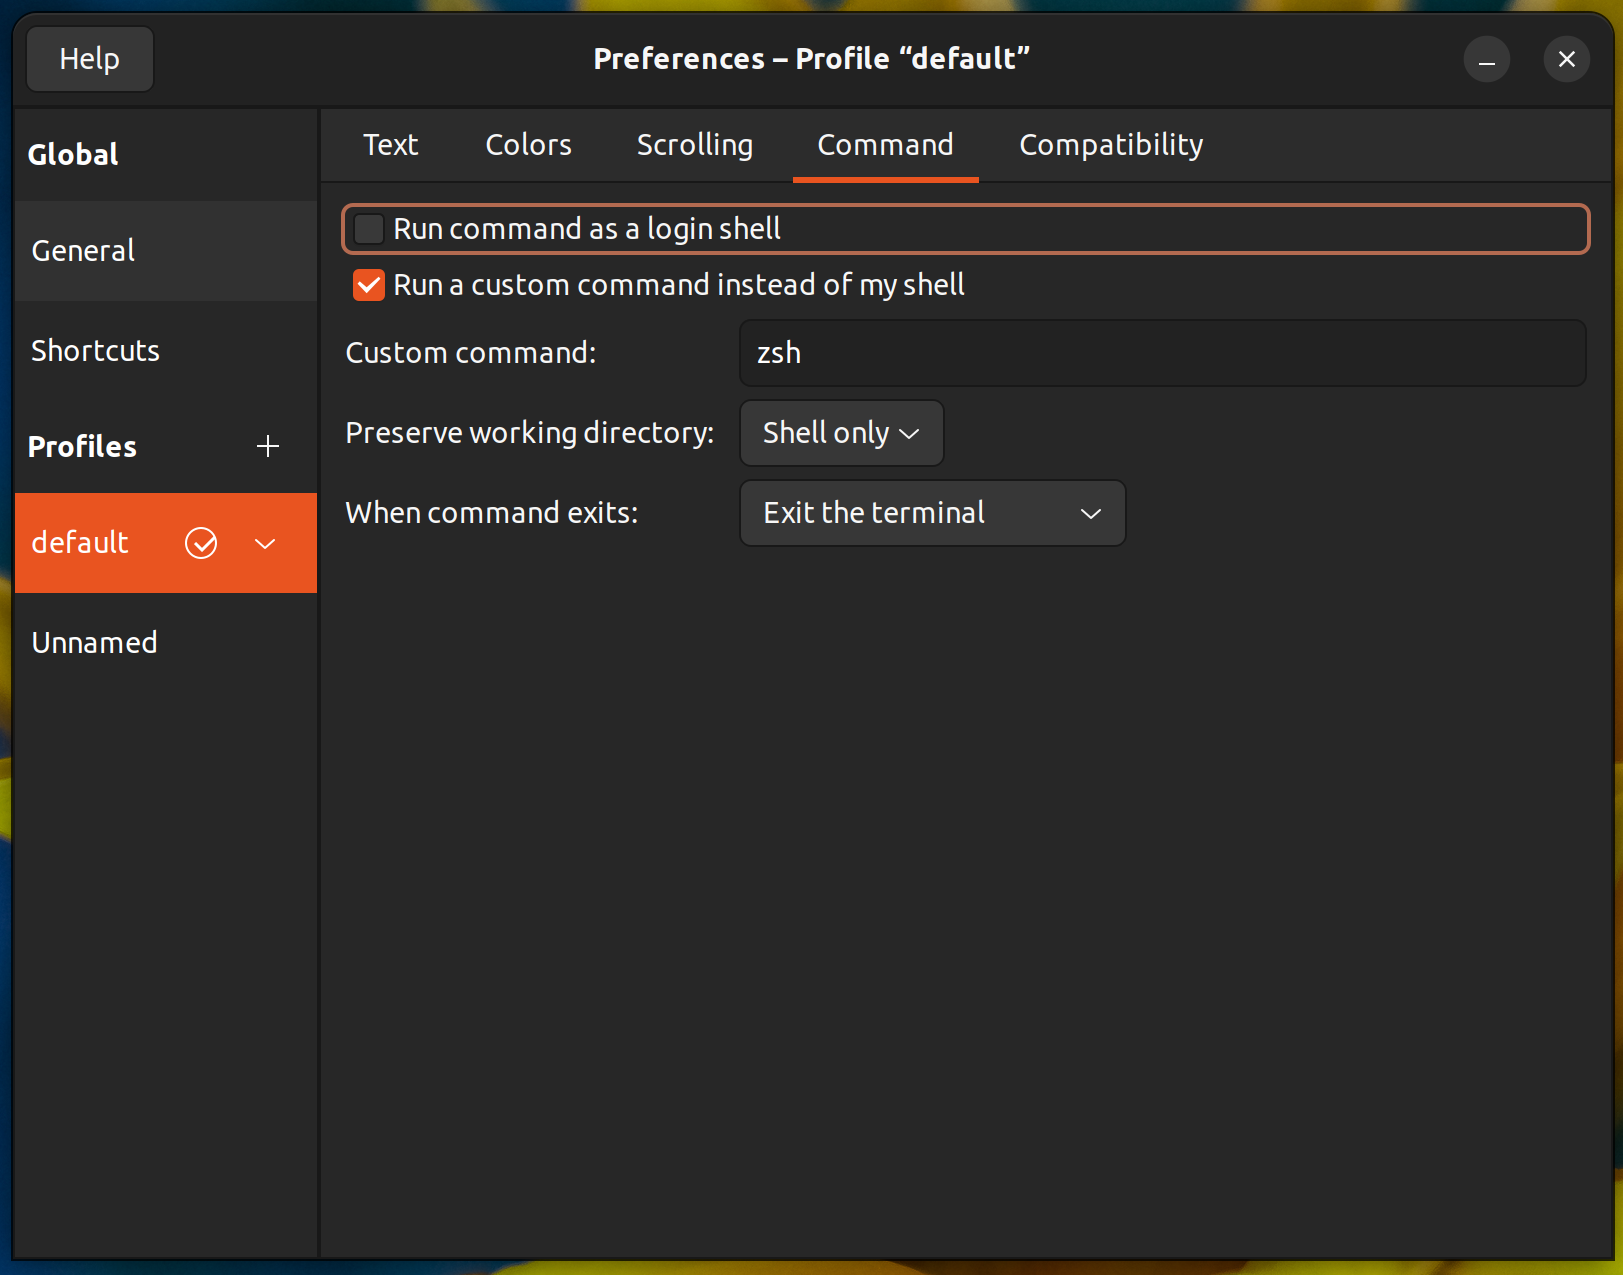 Help
Preferences – Profile “default”
Global
General
Shortcuts
Profiles
default
Unnamed
Text Colors Scrolling Command Compatibility
Run command as a login shell
Run a custom command instead of my shell
Custom command: zsh
Preserve working directory: Shell only
When command exits: Exit the terminal